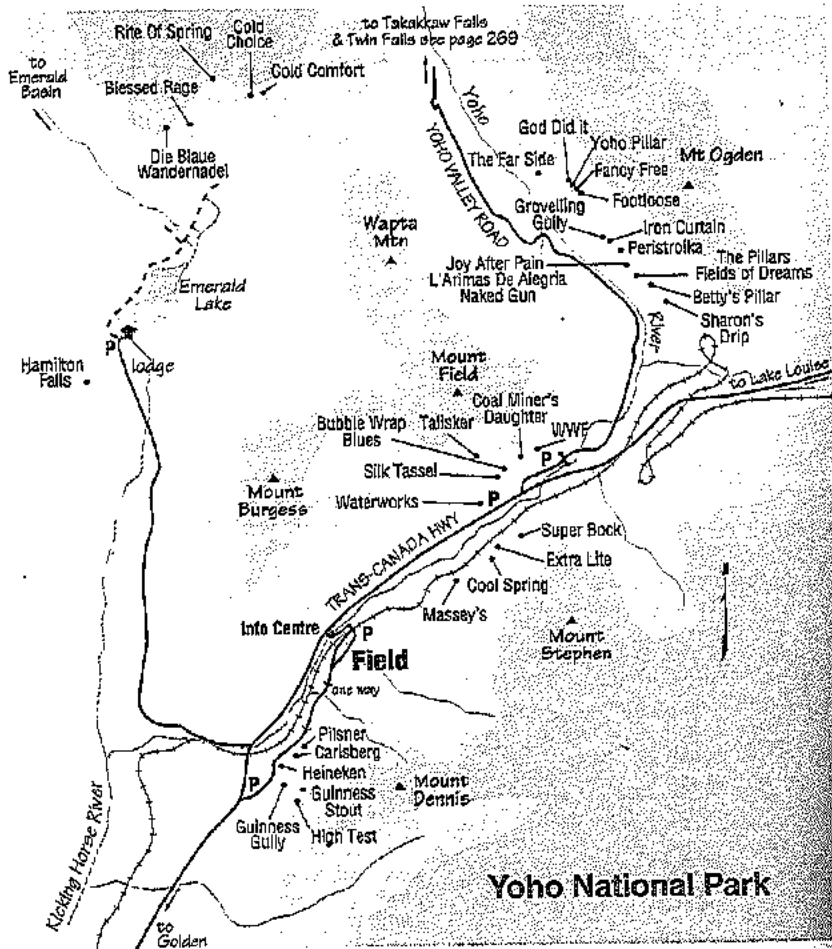 to Takakkaw Falls
& Twin Falls see page 269
Rite Of Spring
Cold
Choice
Cold Comfort
to
Emerald
Basin
Blessed Rage
Die Blaue
Wandernadel
Yoho
YOHO VALLEY ROAD
God Did It
Yoho Pillar
The Far Side
Fancy Free
Mt Ogden
Footloose
Grovelling
Gully
Iron Curtain
Peristroika
Wapta
Mtn
Joy After Pain
L'Arimas De Alegria
Naked Gun
The Pillars
Fields of Dreams
Betty's Pillar
Sharon's
Drip
River
Emerald
Lake
P
lodge
Hamilton
Falls
to Lake Louise
Mount
Field
Coal Miner's
Daughter
Bubble Wrap
Blues
Talisker
WWF
P
Silk Tassel
Mount
Burgess
Waterworks
P
TRANS-CANADA HWY
Super Bock
Extra Lite
Cool Spring
Massey's
Info Centre
P
Field
Mount
Stephen
one way
Pilsner
Carlsberg
Heineken
P
Guinness
Stout
Mount
Dennis
Guinness
Gully
High Test
Kicking Horse River
to
Golden
Yoho National Park